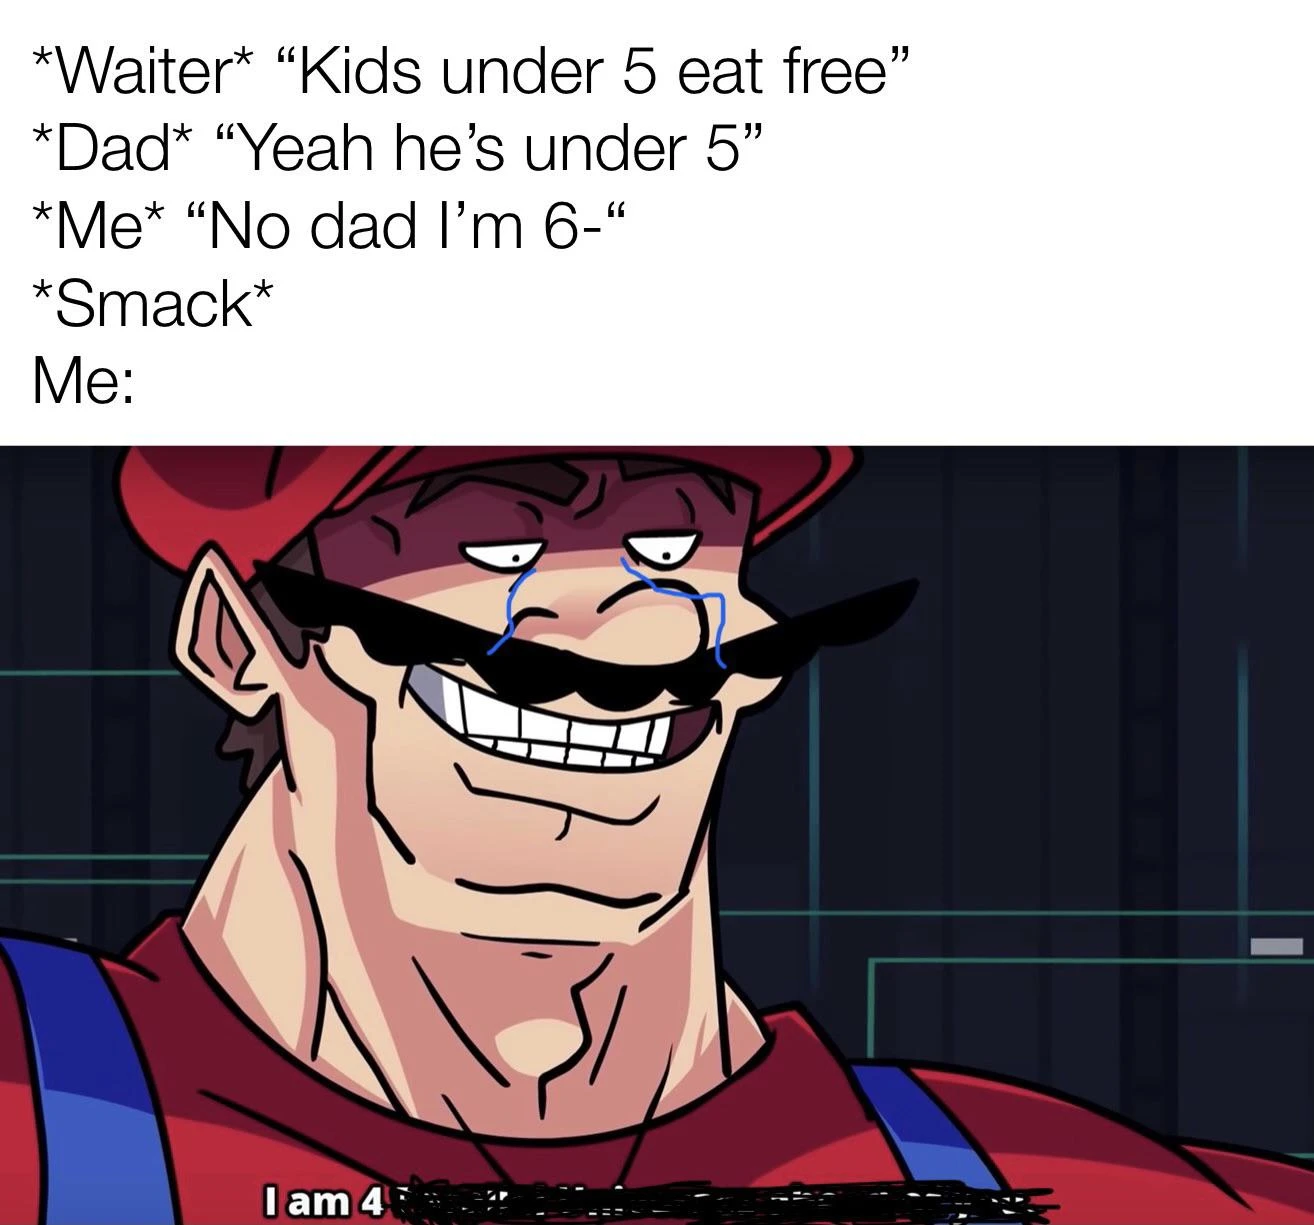 *Waiter* “Kids under 5 eat free”
*Dad* “Yeah he’s under 5”
*Me* “No dad I’m 6-“
*Smack*
Me:
I am 4